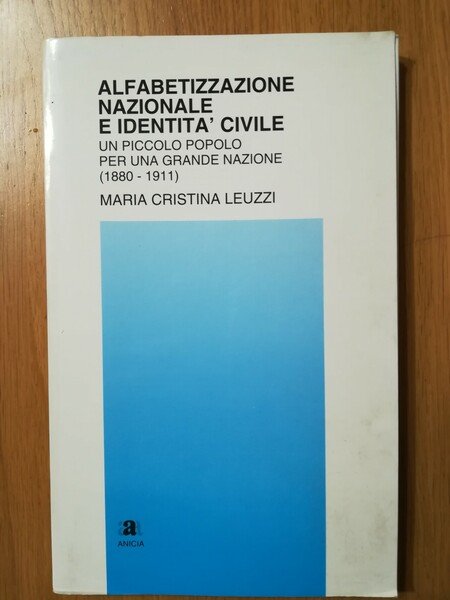 ALFABETIZZAZIONE
NAZIONALE
E IDENTITA' CIVILE
UN PICCOLO POPOLO
PER UNA GRANDE NAZIONE
(1880 - 1911)
MARIA CRISTINA LEUZZI
a
ANICIA